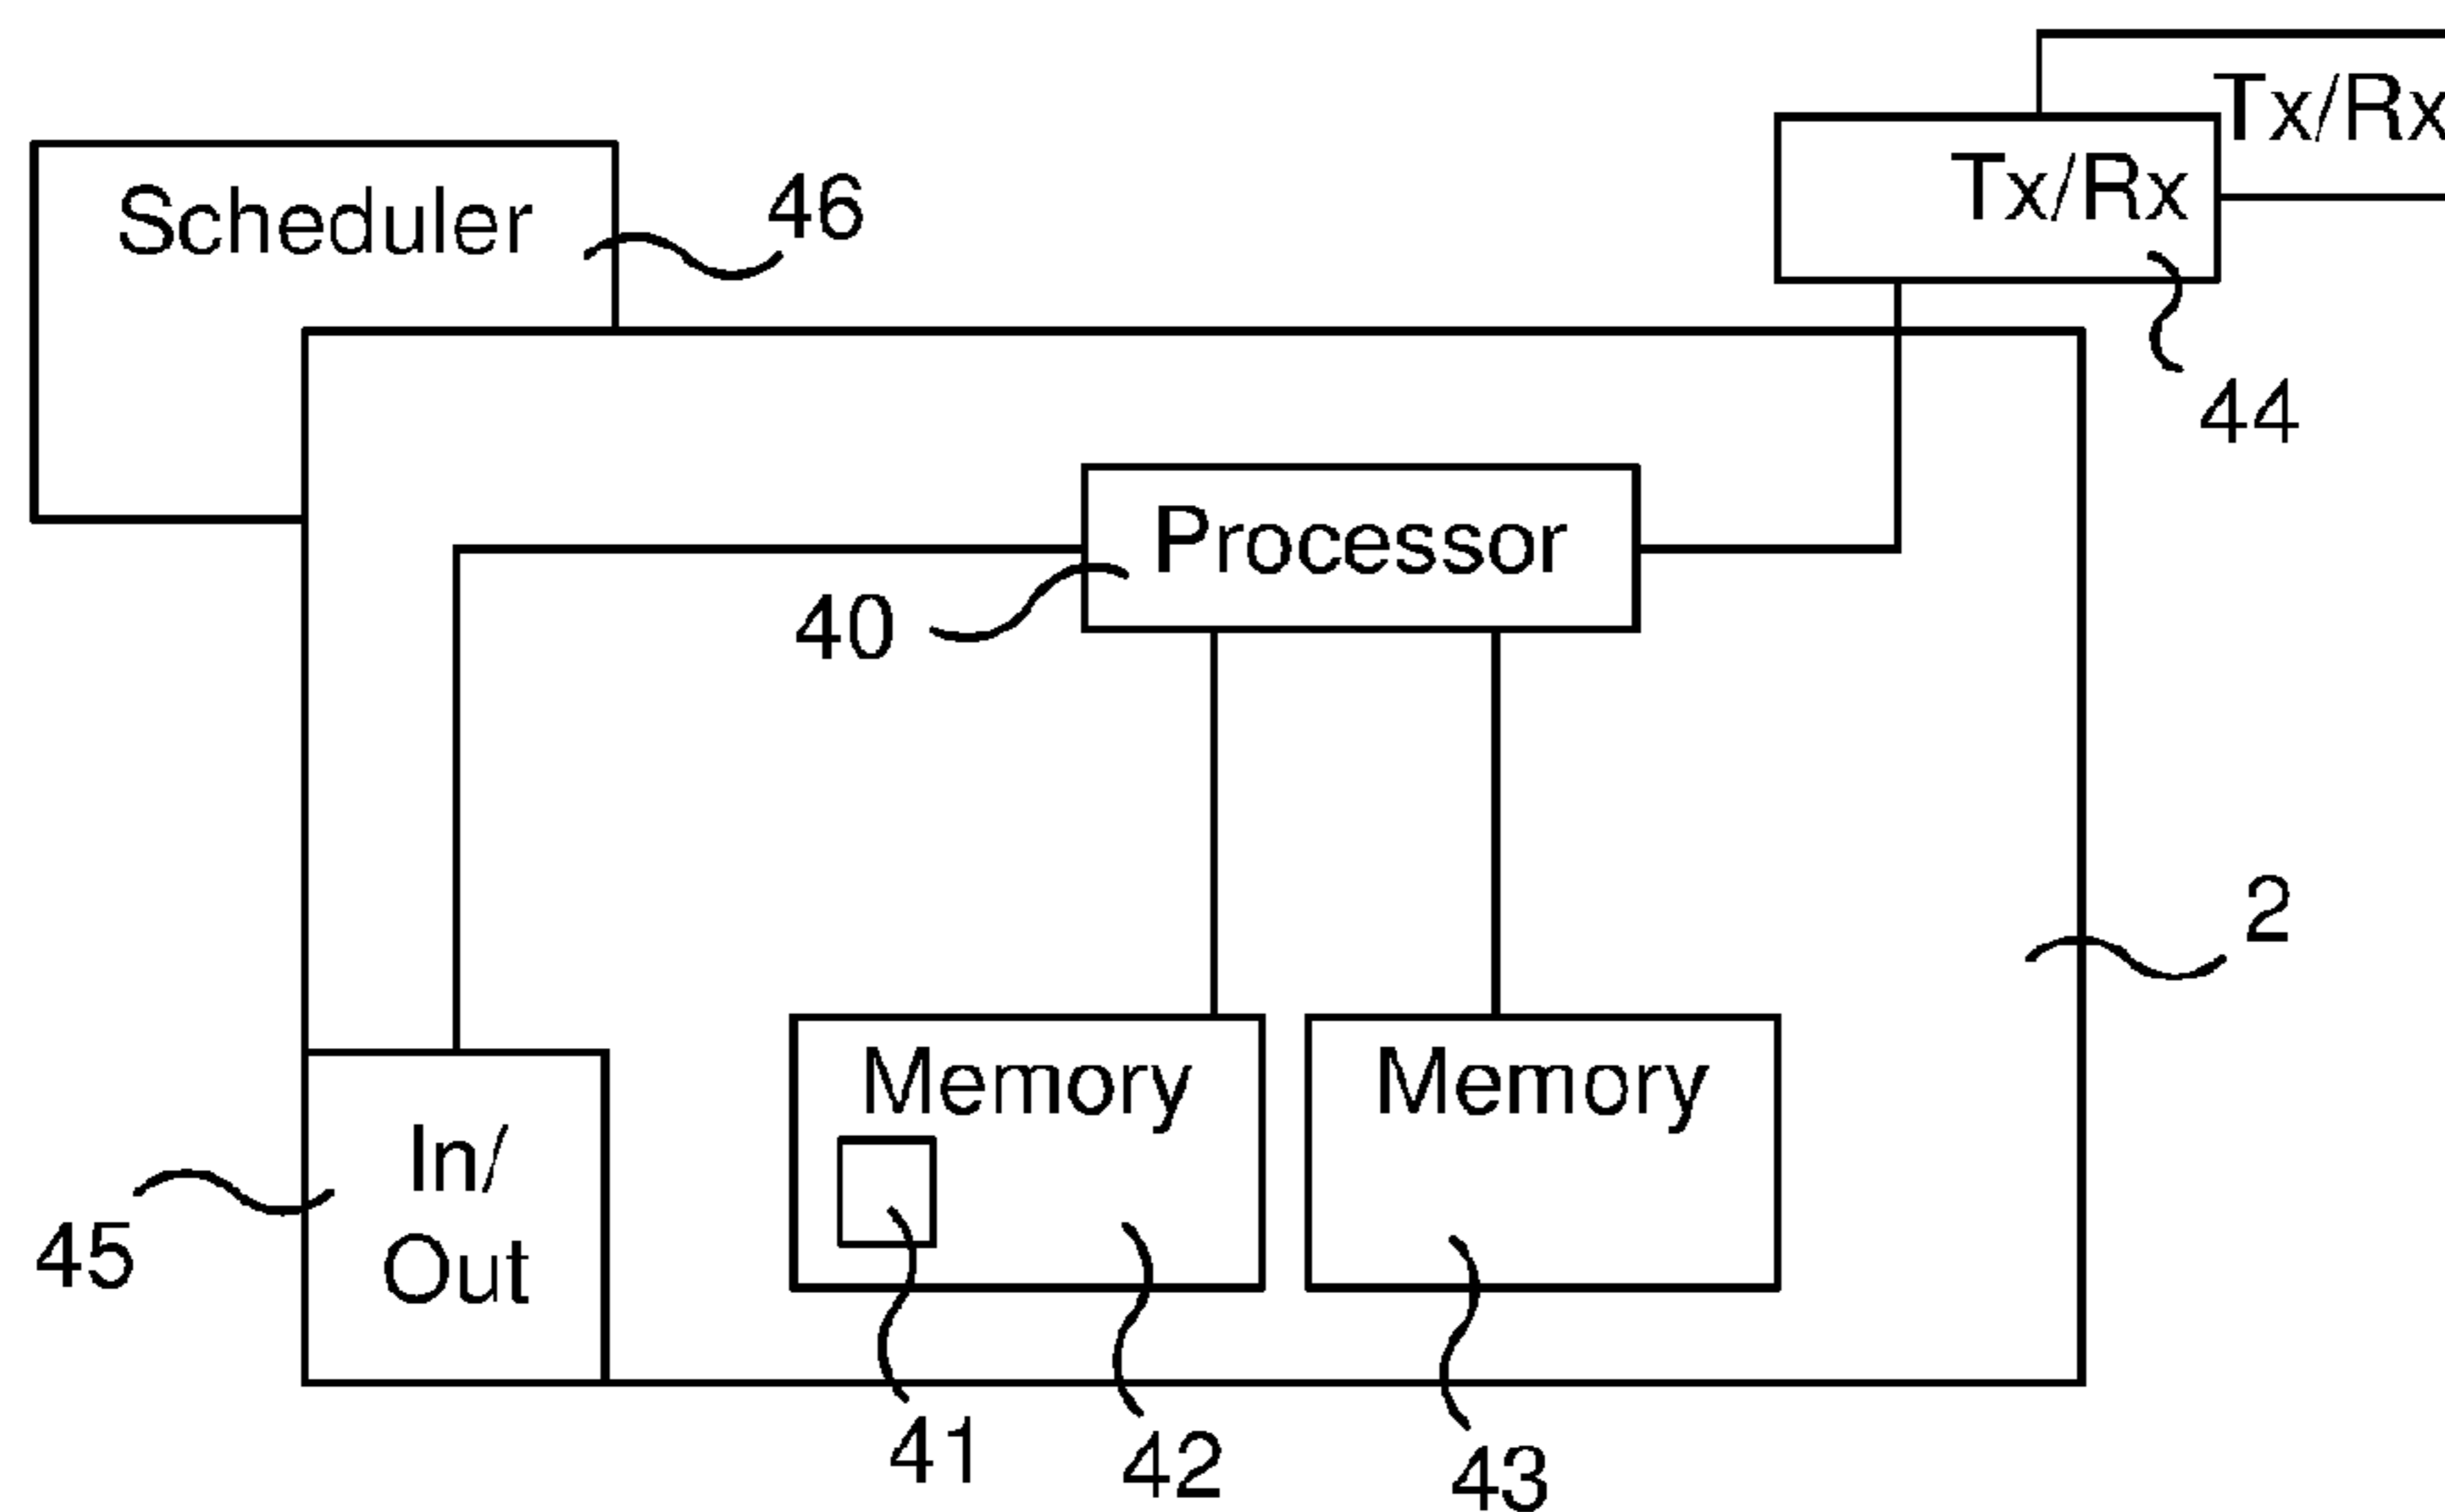 Tx/Rx
Tx/Rx
Scheduler
46
44
Processor
40
2
Memory
Memory
In/
Out
45
41
42
43